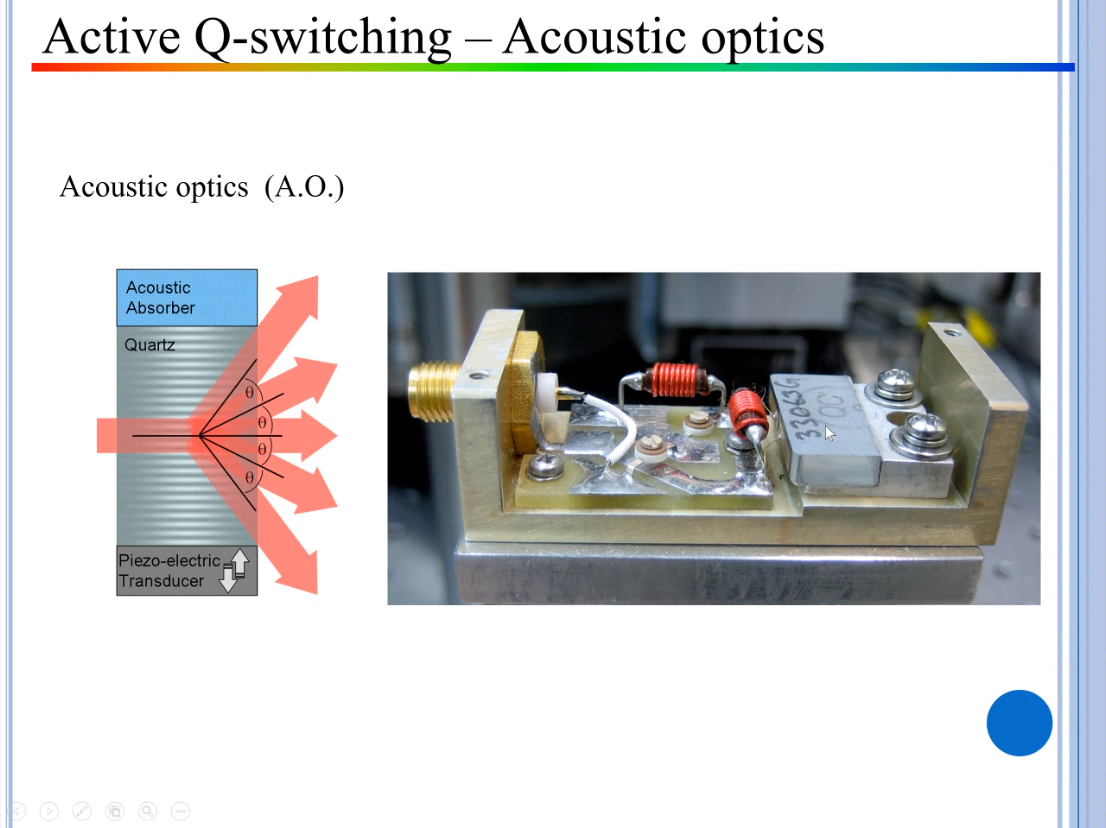 Active Q-switching – Acoustic optics
Acoustic optics (A.O.)
Acoustic
Absorber
Quartz
θ
θ
θ
θ
Piezo-electric
Transducer
33063G
QC